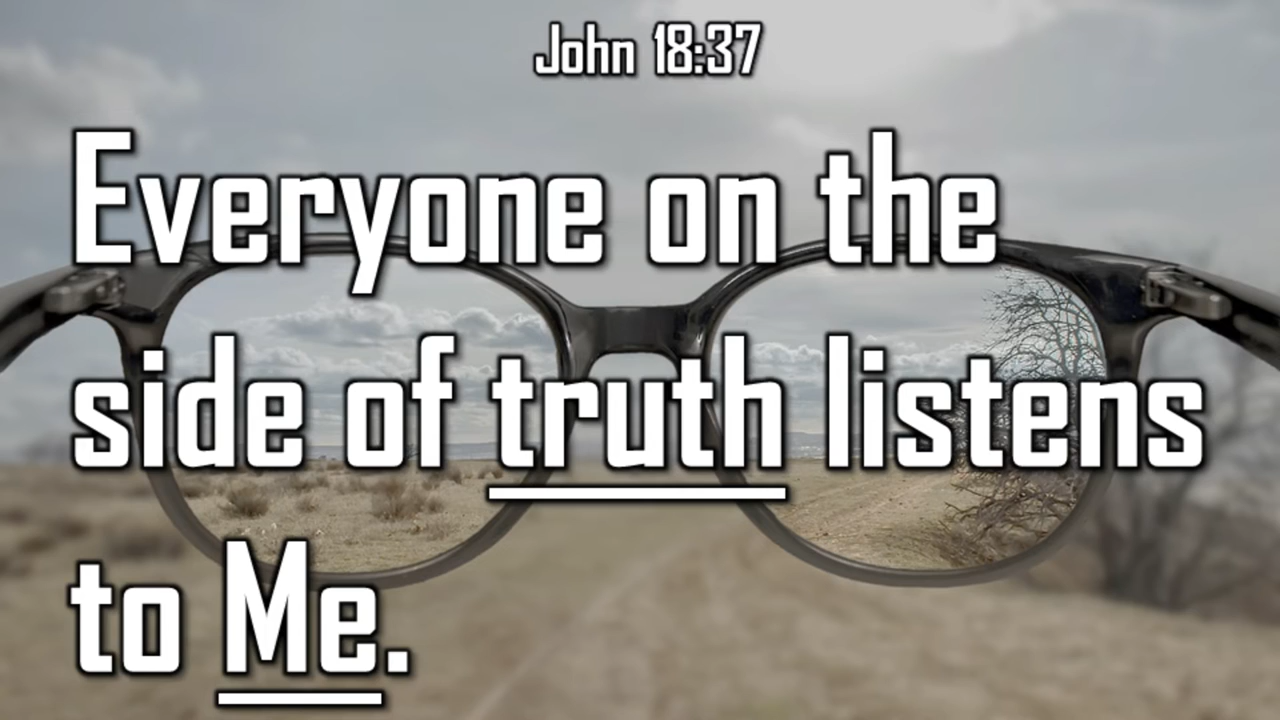 John 18:37
Everyone on the
side of truth listens
to Me.